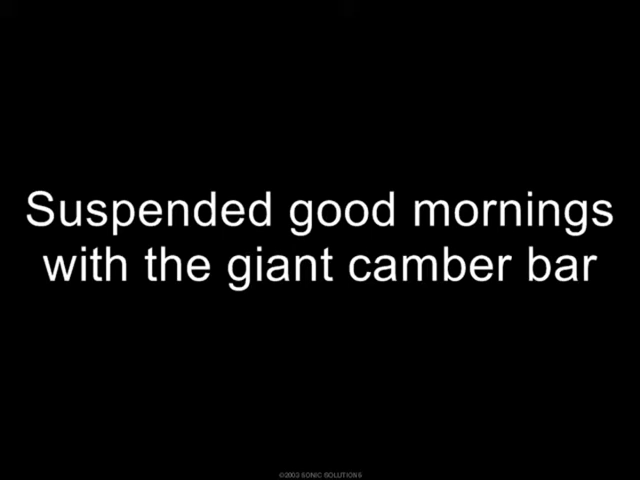 Suspended good mornings
with the giant camber bar
©2003 SONIC SOLUTIONS